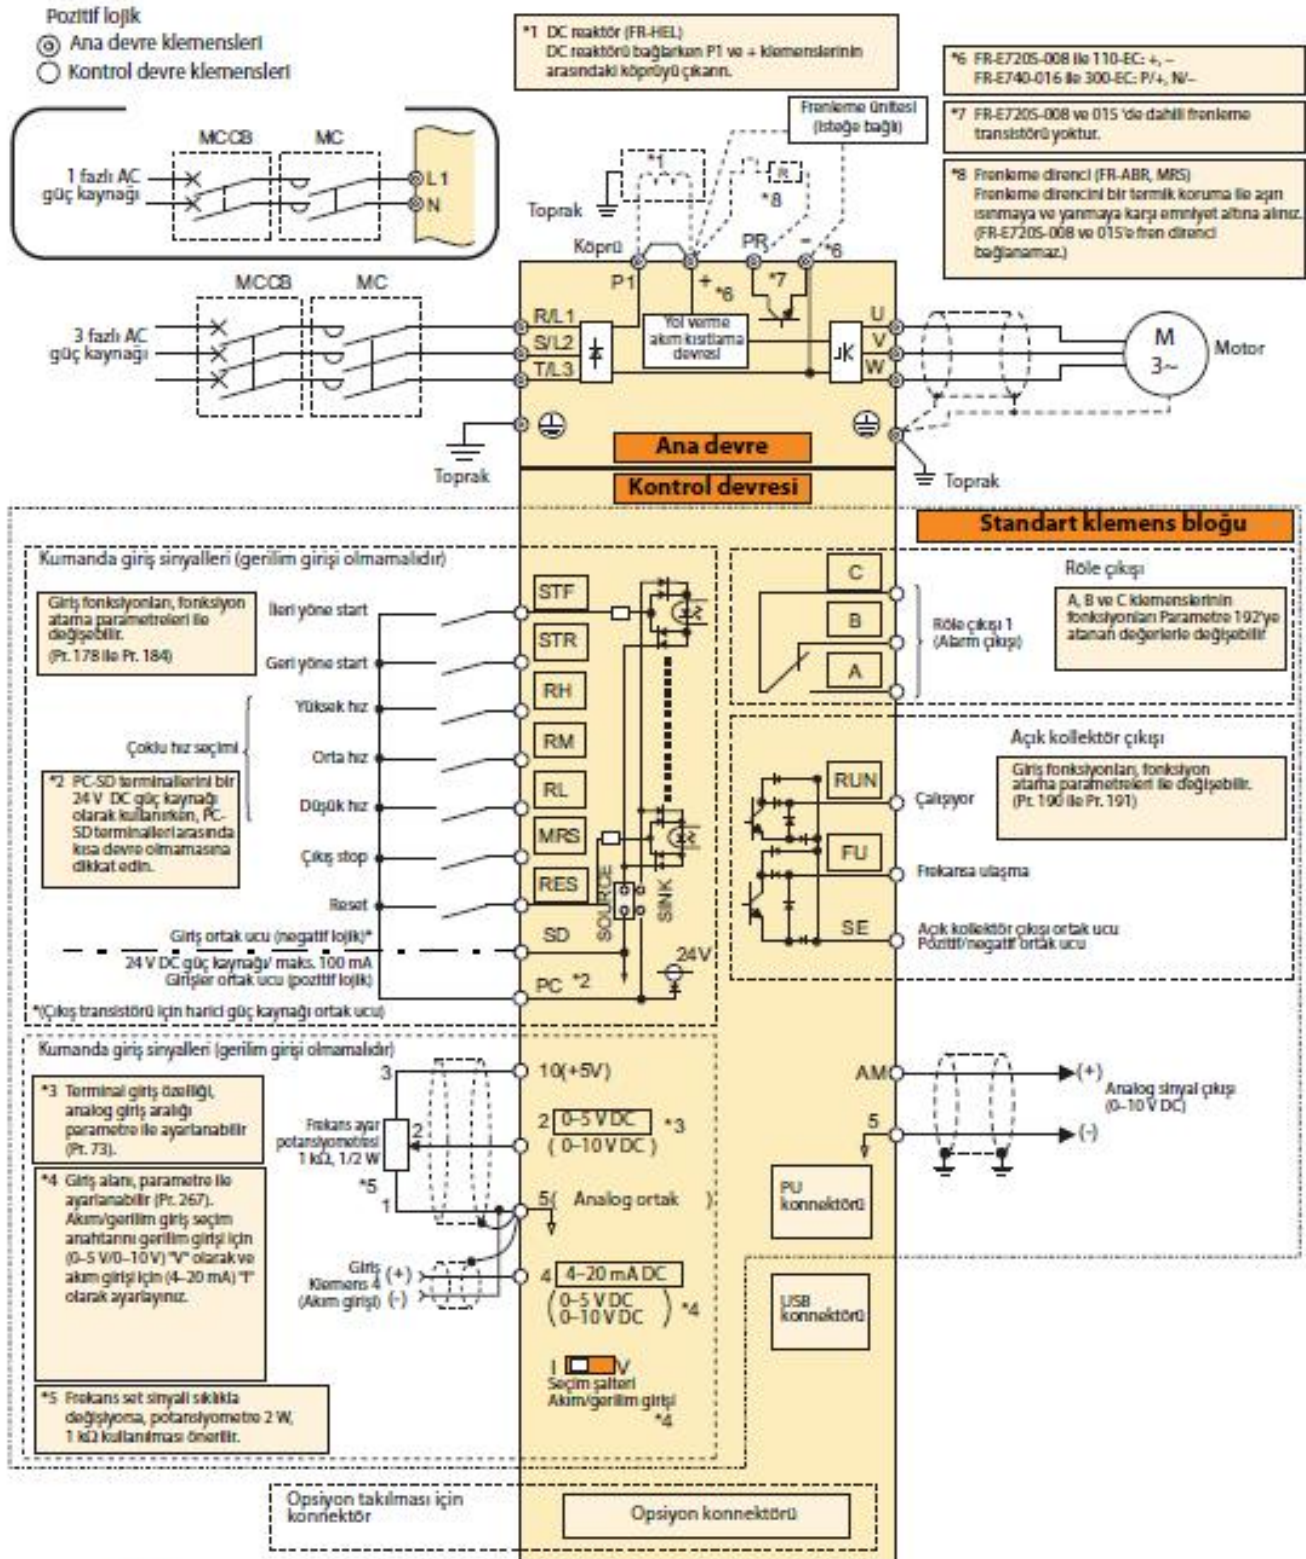 Pozitif lojik
Ana devre klemensleri
Kontrol devre klemensleri
*1 DC reaktör (FR-HEL)
DC reaktörü bağlarken P1 ve + klemenslerinin
arasındaki köprüyü çıkarın.
*6 FR-E720S-008 ile 110-EC: +, –
FR-E740-016 ile 300-EC: P/+, N/–
*7 FR-E720S-008 ve 015 'de dahili frenleme
transistörü yoktur.
*8 Frenleme direnci (FR-ABR, MRS)
Frenleme direncini bir termik koruma ile aşırı
ısınmaya ve yanmaya karşı emniyet altına alınız.
(FR-E720S-008 ve 015'e fren direnci
bağlanamaz.)
Frenleme ünitesi
(isteğe bağlı)
MCCB
MC
1 fazlı AC
güç kaynağı
L1
N
*1
R
*8
Toprak
Köprü
PR
–
*6
P1
+
*6
*7
MCCB
MC
3 fazlı AC
güç kaynağı
R/L1
S/L2
T/L3
Yol verme
akım kısıtlama
devresi
U
V
W
M
3~
Motor
Toprak
Ana devre
Kontrol devresi
Toprak
Standart klemens bloğu
Kumanda giriş sinyalleri (gerilim girişi olmamalıdır)
Giriş fonksiyonları, fonksiyon
atama parametreleri ile
değişebilir.
(Pr. 178 ile Pr. 184)
İleri yöne start
STF
Geri yöne start
STR
Yüksek hız
RH
Çoklu hız seçimi
Orta hız
RM
Düşük hız
RL
*2 PC-SD terminallerini bir
24 V DC güç kaynağı
olarak kullanırken, PC-
SD terminalleri arasında
kısa devre olmamasına
dikkat edin.
Çıkış stop
MRS
Reset
RES
SOURCE
SINK
Giriş ortak ucu (negatif lojik)*
SD
24 V DC güç kaynağı/ maks. 100 mA
Girişler ortak ucu (pozitif lojik)
24V
PC *2
*(Çıkış transistörü için harici güç kaynağı ortak ucu)
Röle çıkışı
C
B
A
Röle çıkışı 1
(Alarm çıkışı)
A, B ve C klemenslerinin
fonksiyonları Parametre 192'ye
atanan değerlerle değişebilir
Açık kollektör çıkışı
Giriş fonksiyonları, fonksiyon
atama parametreleri ile değişebilir.
(Pr. 190 ile Pr. 191)
RUN
Çalışıyor
FU
Frekansa ulaşma
SE
Açık kollektör çıkışı ortak ucu
Pozitif/negatif ortak ucu
Kumanda giriş sinyalleri (gerilim girişi olmamalıdır)
*3 Terminal giriş özelliği,
analog giriş aralığı
parametre ile ayarlanabilir
(Pr. 73).
*4 Giriş alanı, parametre ile
ayarlanabilir (Pr. 267).
Akım/gerilim giriş seçim
anahtarını gerilim girişi için
(0–5 V/0–10 V) "V" olarak ve
akım girişi için (4–20 mA) "I"
olarak ayarlayınız.
*5 Frekans set sinyali sıklıkla
değişiyorsa, potansiyometre 2 W,
1 kΩ kullanılması önerilir.
3
Frekans ayar
potansiyometresi
1 kΩ, 1/2 W
2
*5
1
10(+5V)
2 0–5 V DC *3
( 0–10 V DC )
5( Analog ortak )
Giriş
Klemens 4
(Akım girişi)
(+)
(-)
4 4–20 mA DC
( 0–5 V DC
0–10 V DC ) *4
I V
Seçim şalteri
Akım/gerilim girişi
*4
AM
(+)
Analog sinyal çıkışı
(0–10 V DC)
5
(-)
PU
konnektörü
USB
konnektörü
Opsiyon takılması için
konnektör
Opsiyon konnektörü